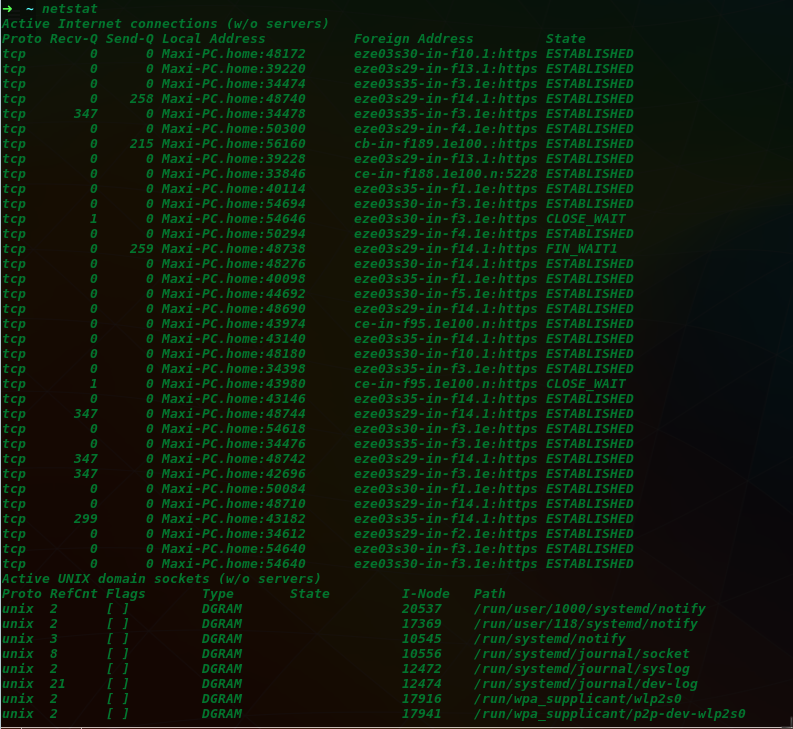 ➜ ~ netstat
Active Internet connections (w/o servers)
Proto Recv-Q Send-Q Local Address           Foreign Address         State
tcp        0      0 Maxi-PC.home:48172      eze03s30-in-f10.1:https ESTABLISHED
tcp        0      0 Maxi-PC.home:39220      eze03s29-in-f13.1:https ESTABLISHED
tcp        0      0 Maxi-PC.home:34474      eze03s35-in-f3.1e:https ESTABLISHED
tcp        0    258 Maxi-PC.home:48740      eze03s29-in-f14.1:https ESTABLISHED
tcp      347      0 Maxi-PC.home:34478      eze03s35-in-f3.1e:https ESTABLISHED
tcp        0      0 Maxi-PC.home:50300      eze03s29-in-f4.1e:https ESTABLISHED
tcp        0    215 Maxi-PC.home:56160      cb-in-f189.1e100.:https ESTABLISHED
tcp        0      0 Maxi-PC.home:39228      eze03s29-in-f13.1:https ESTABLISHED
tcp        0      0 Maxi-PC.home:33846      ce-in-f188.1e100.n:5228 ESTABLISHED
tcp        0      0 Maxi-PC.home:40114      eze03s35-in-f1.1e:https ESTABLISHED
tcp        0      0 Maxi-PC.home:54694      eze03s30-in-f3.1e:https ESTABLISHED
tcp        1      0 Maxi-PC.home:54646      eze03s30-in-f3.1e:https CLOSE_WAIT
tcp        0      0 Maxi-PC.home:50294      eze03s29-in-f4.1e:https ESTABLISHED
tcp        0    259 Maxi-PC.home:48738      eze03s29-in-f14.1:https FIN_WAIT1
tcp        0      0 Maxi-PC.home:48276      eze03s30-in-f14.1:https ESTABLISHED
tcp        0      0 Maxi-PC.home:40098      eze03s35-in-f1.1e:https ESTABLISHED
tcp        0      0 Maxi-PC.home:44692      eze03s30-in-f5.1e:https ESTABLISHED
tcp        0      0 Maxi-PC.home:48690      eze03s29-in-f14.1:https ESTABLISHED
tcp        0      0 Maxi-PC.home:43974      ce-in-f95.1e100.n:https ESTABLISHED
tcp        0      0 Maxi-PC.home:43140      eze03s35-in-f14.1:https ESTABLISHED
tcp        0      0 Maxi-PC.home:48180      eze03s30-in-f10.1:https ESTABLISHED
tcp        0      0 Maxi-PC.home:34398      eze03s35-in-f3.1e:https ESTABLISHED
tcp        1      0 Maxi-PC.home:43980      ce-in-f95.1e100.n:https CLOSE_WAIT
tcp        0      0 Maxi-PC.home:43146      eze03s35-in-f14.1:https ESTABLISHED
tcp      347      0 Maxi-PC.home:48744      eze03s29-in-f14.1:https ESTABLISHED
tcp        0      0 Maxi-PC.home:54618      eze03s30-in-f3.1e:https ESTABLISHED
tcp        0      0 Maxi-PC.home:34476      eze03s35-in-f3.1e:https ESTABLISHED
tcp      347      0 Maxi-PC.home:48742      eze03s29-in-f14.1:https ESTABLISHED
tcp      347      0 Maxi-PC.home:42696      eze03s29-in-f3.1e:https ESTABLISHED
tcp        0      0 Maxi-PC.home:50084      eze03s30-in-f1.1e:https ESTABLISHED
tcp        0      0 Maxi-PC.home:48710      eze03s29-in-f14.1:https ESTABLISHED
tcp      299      0 Maxi-PC.home:43182      eze03s35-in-f14.1:https ESTABLISHED
tcp        0      0 Maxi-PC.home:34612      eze03s29-in-f2.1e:https ESTABLISHED
tcp        0      0 Maxi-PC.home:54640      eze03s30-in-f3.1e:https ESTABLISHED
tcp        0      0 Maxi-PC.home:54640      eze03s30-in-f3.1e:https ESTABLISHED
Active UNIX domain sockets (w/o servers)
Proto RefCnt Flags       Type       State         I-Node   Path
unix  2      [ ]         DGRAM                    20537    /run/user/1000/systemd/notify
unix  2      [ ]         DGRAM                    17369    /run/user/118/systemd/notify
unix  3      [ ]         DGRAM                    10545    /run/systemd/notify
unix  8      [ ]         DGRAM                    10556    /run/systemd/journal/socket
unix  2      [ ]         DGRAM                    12472    /run/systemd/journal/syslog
unix  21     [ ]         DGRAM                    12474    /run/systemd/journal/dev-log
unix  2      [ ]         DGRAM                    17916    /run/wpa_supplicant/wlp2s0
unix  2      [ ]         DGRAM                    17941    /run/wpa_supplicant/p2p-dev-wlp2s0